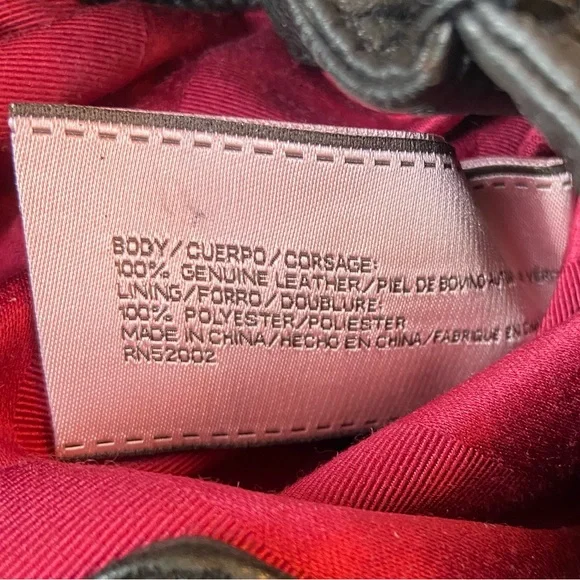 BODY/CUERPO/CORSAGE:
100% GENUINE LEATHER/PIEL DE BOVINO
LINING/FORRO/DOUBLURE:
100% POLYESTER/POLIESTER
MADE IN CHINA/HECHO EN CHINA/FABRIQUE EN
RN52002